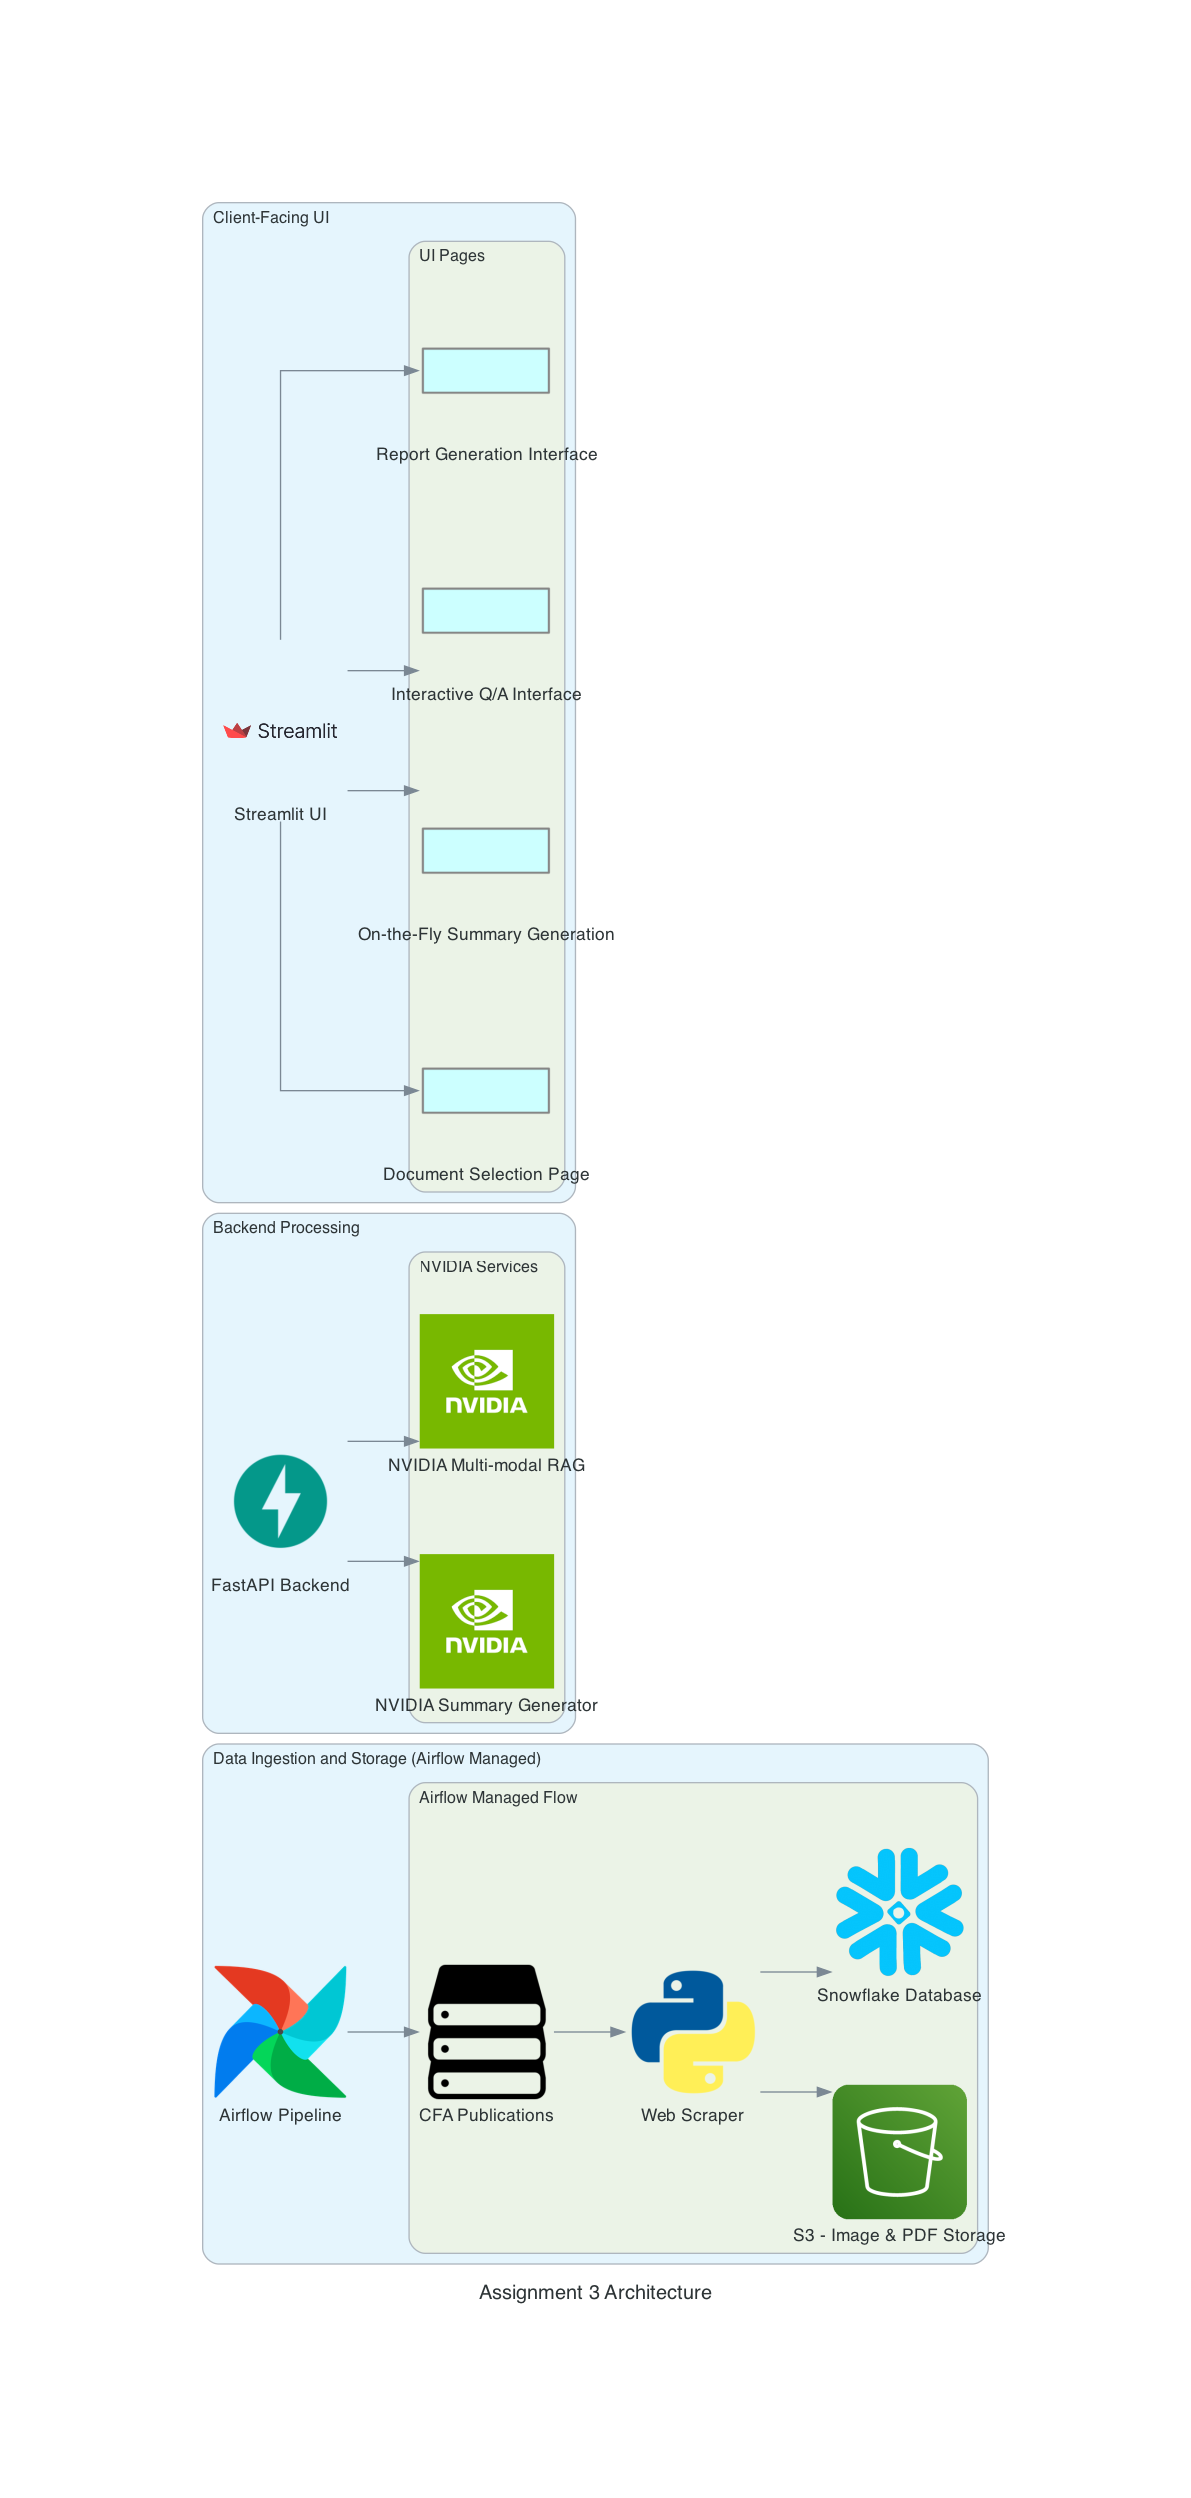 Client-Facing UI
UI Pages
Report Generation Interface
Interactive Q/A Interface
Streamlit
Streamlit UI
On-the-Fly Summary Generation
Document Selection Page
Backend Processing
NVIDIA Services
NVIDIA
NVIDIA Multi-modal RAG
FastAPI Backend
NVIDIA
NVIDIA Summary Generator
Data Ingestion and Storage (Airflow Managed)
Airflow Managed Flow
Snowflake Database
Airflow Pipeline
CFA Publications
Web Scraper
S3 - Image & PDF Storage
Assignment 3 Architecture